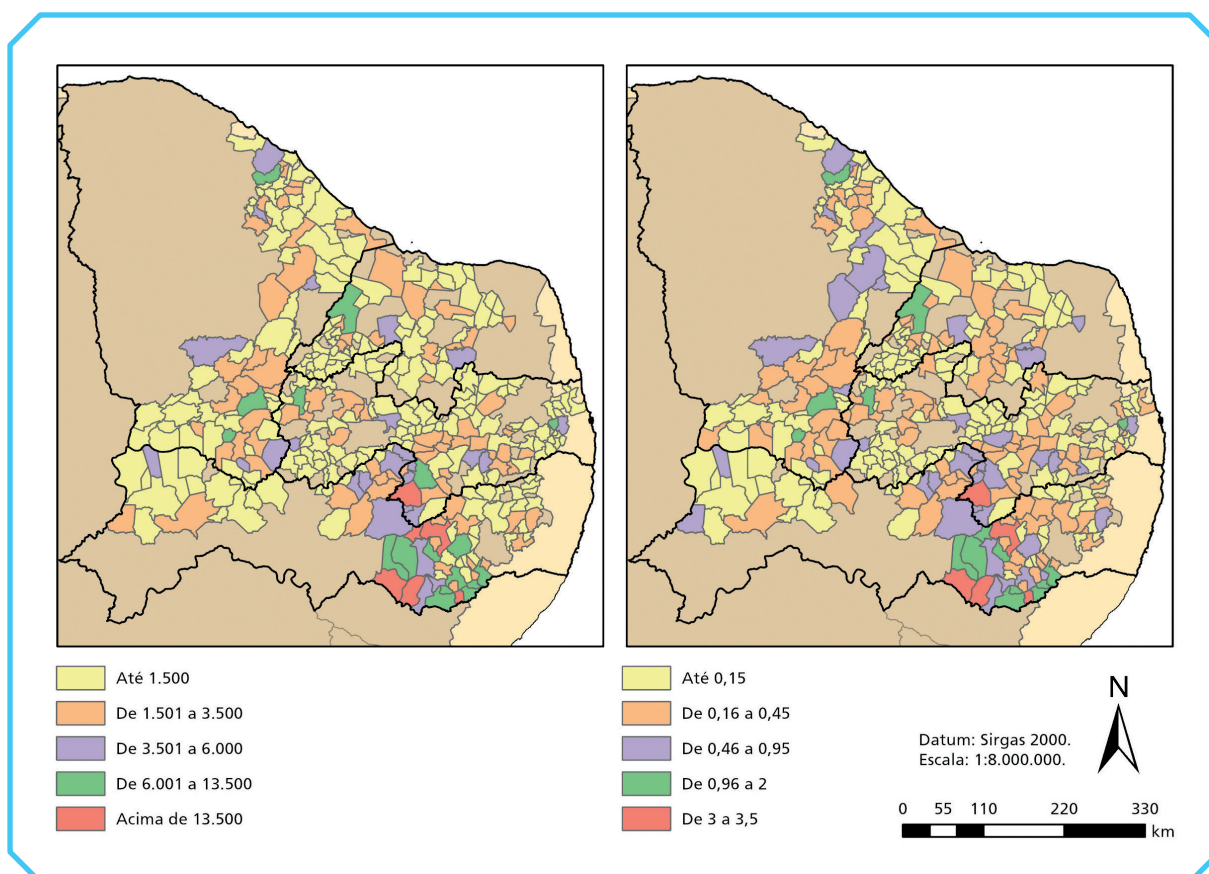 Até 1.500
De 1.501 a 3.500
De 3.501 a 6.000
De 6.001 a 13.500
Acima de 13.500
Até 0,15
De 0,16 a 0,45
De 0,46 a 0,95
De 0,96 a 2
De 3 a 3,5
Datum: Sirgas 2000.
Escala: 1:8.000.000.
N
0 55 110 220 330
km